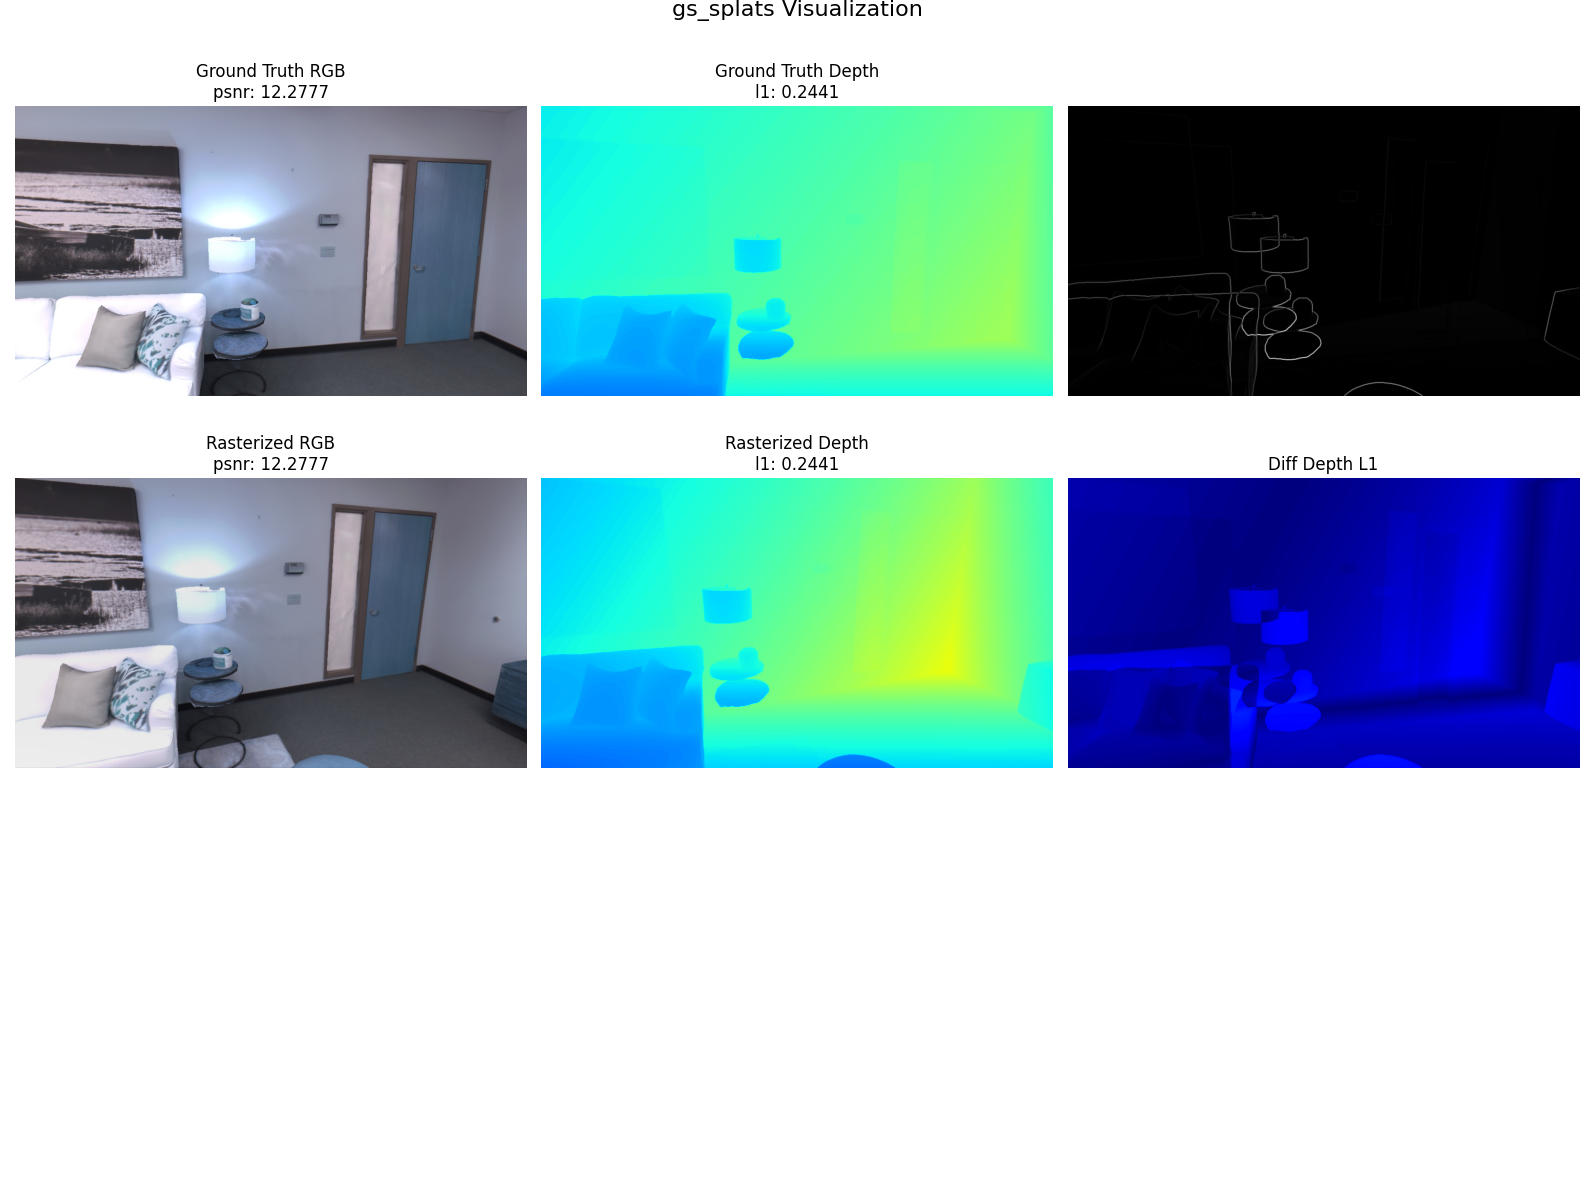 gs_splats Visualization
Ground Truth RGB
psnr: 12.2777
Ground Truth Depth
l1: 0.2441
Rasterized RGB
psnr: 12.2777
Rasterized Depth
l1: 0.2441
Diff Depth L1